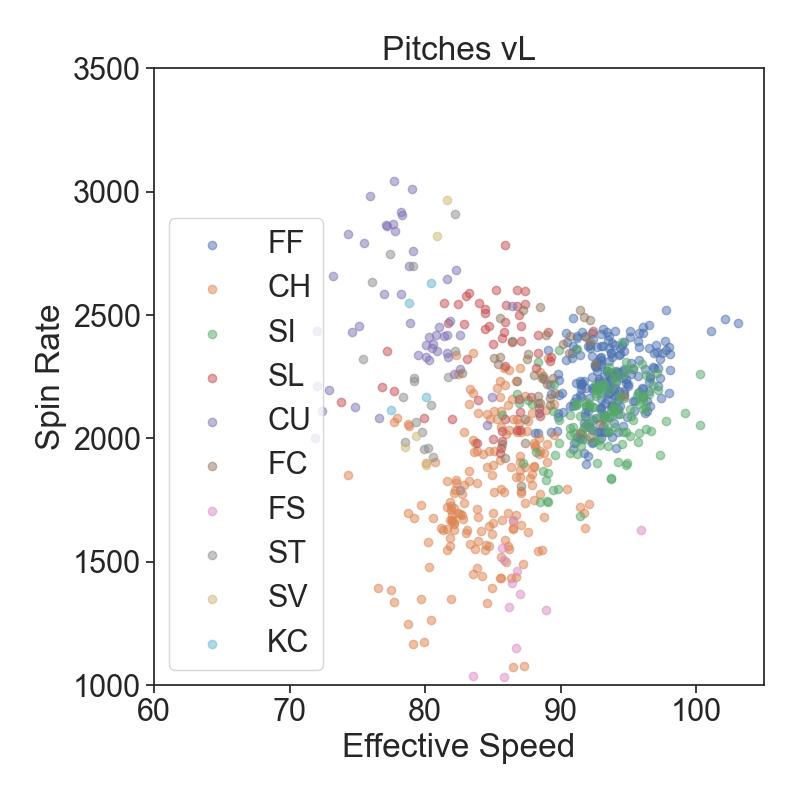 Pitches vL
3500
3000
2500
2000
1500
1000
Spin Rate
FF
CH
SI
SL
CU
FC
FS
ST
SV
KC
60 70 80 90 100
Effective Speed